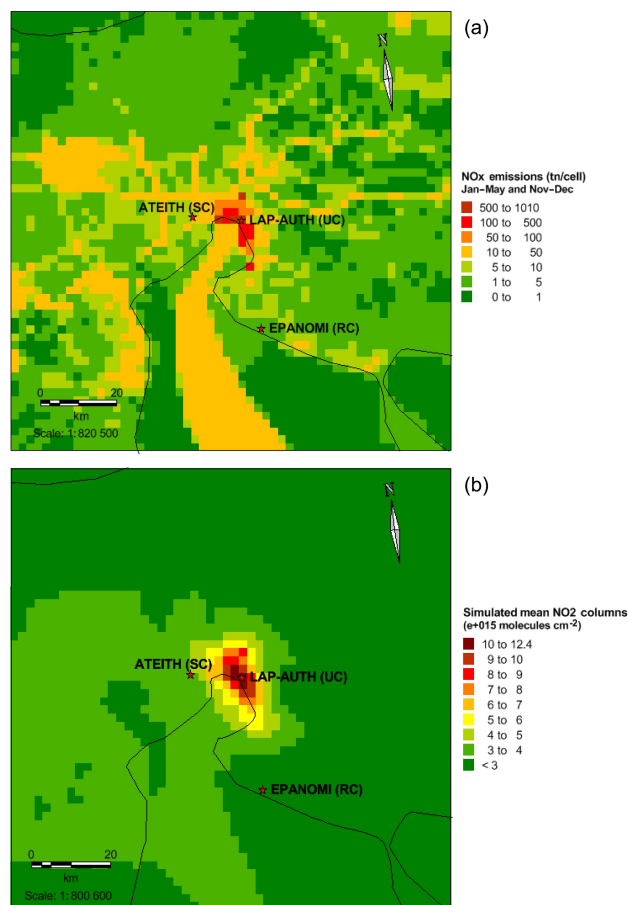 (a)
N
ATEITH (SC)
LAP-AUTH (UC)
EPANOMI (RC)
0 20
km
Scale: 1: 820 500
NOx emissions (tn/cell)
Jan–May and Nov–Dec
500 to 1010
100 to 500
50 to 100
10 to 50
5 to 10
1 to 5
0 to 1
(b)
N
ATEITH (SC)
LAP-AUTH (UC)
EPANOMI (RC)
0 20
km
Scale: 1: 800 600
Simulated mean NO2 columns
(e+015 molecules cm-2)
10 to 12.4
9 to 10
8 to 9
7 to 8
6 to 7
5 to 6
4 to 5
3 to 4
< 3